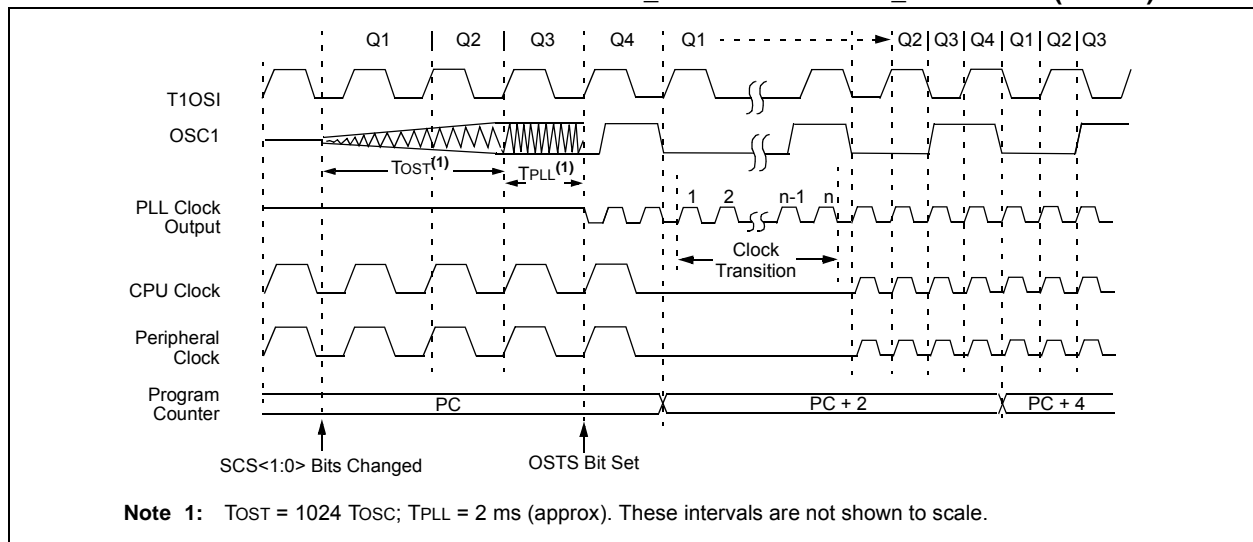 Q1 Q2 Q3 Q4 Q1 Q2 Q3 Q4 Q1 Q2 Q3
T1OSI
OSC1
TOST(1)
TPLL(1)
1 2 n-1 n
PLL Clock
Output
Clock
Transition
CPU Clock
Peripheral
Clock
Program
Counter
PC PC + 2 PC + 4
SCS<1:0> Bits Changed
OSTS Bit Set
Note 1: TOST = 1024 TOSC; TPLL = 2 ms (approx). These intervals are not shown to scale.